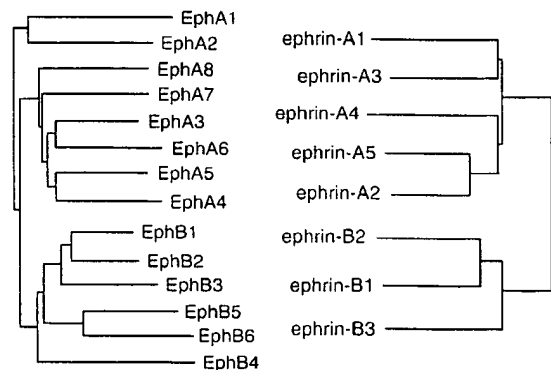 EphA1
EphA2
EphA8
EphA7
EphA3
EphA6
EphA5
EphA4
EphB1
EphB2
EphB3
EphB5
EphB6
EphB4
ephrin-A1
ephrin-A3
ephrin-A4
ephrin-A5
ephrin-A2
ephrin-B2
ephrin-B1
ephrin-B3